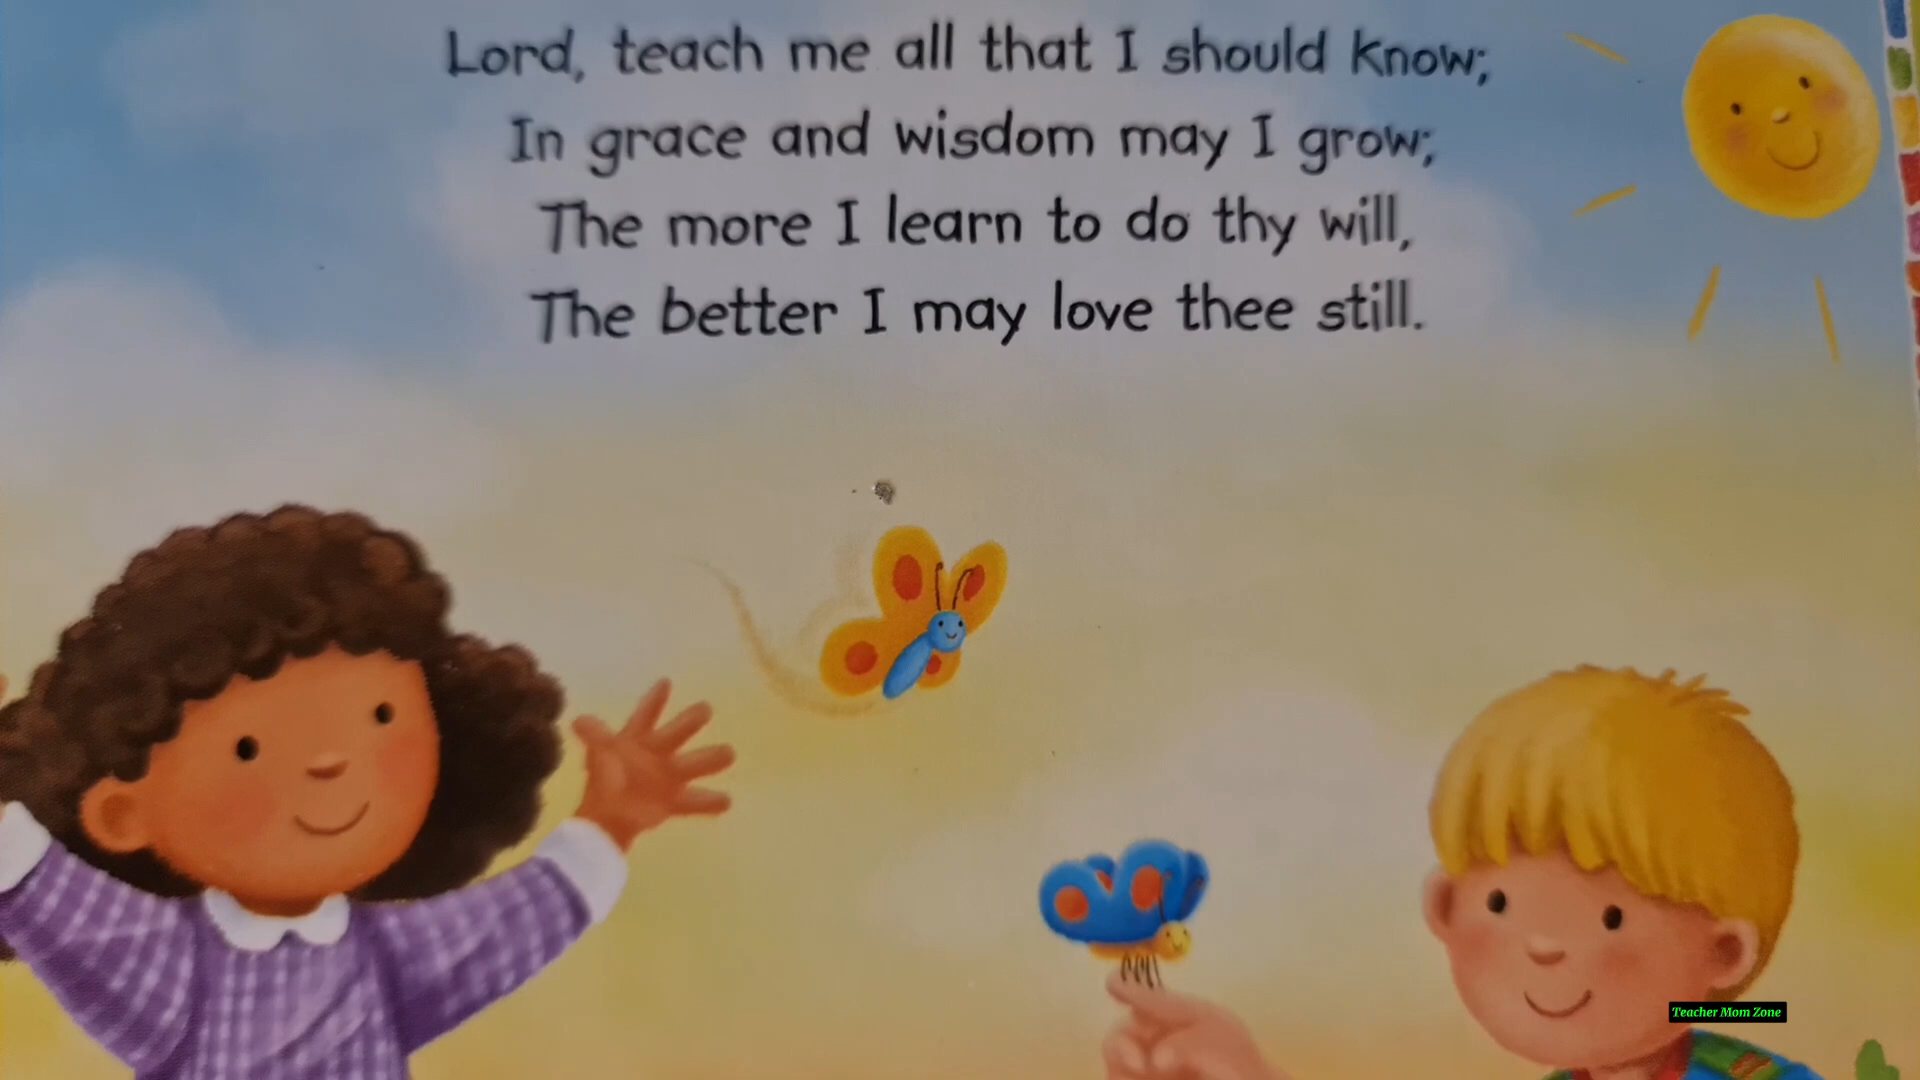 Lord, teach me all that I should know;
In grace and wisdom may I grow;
The more I learn to do thy will,
The better I may love thee still.
Teacher Mom Zone